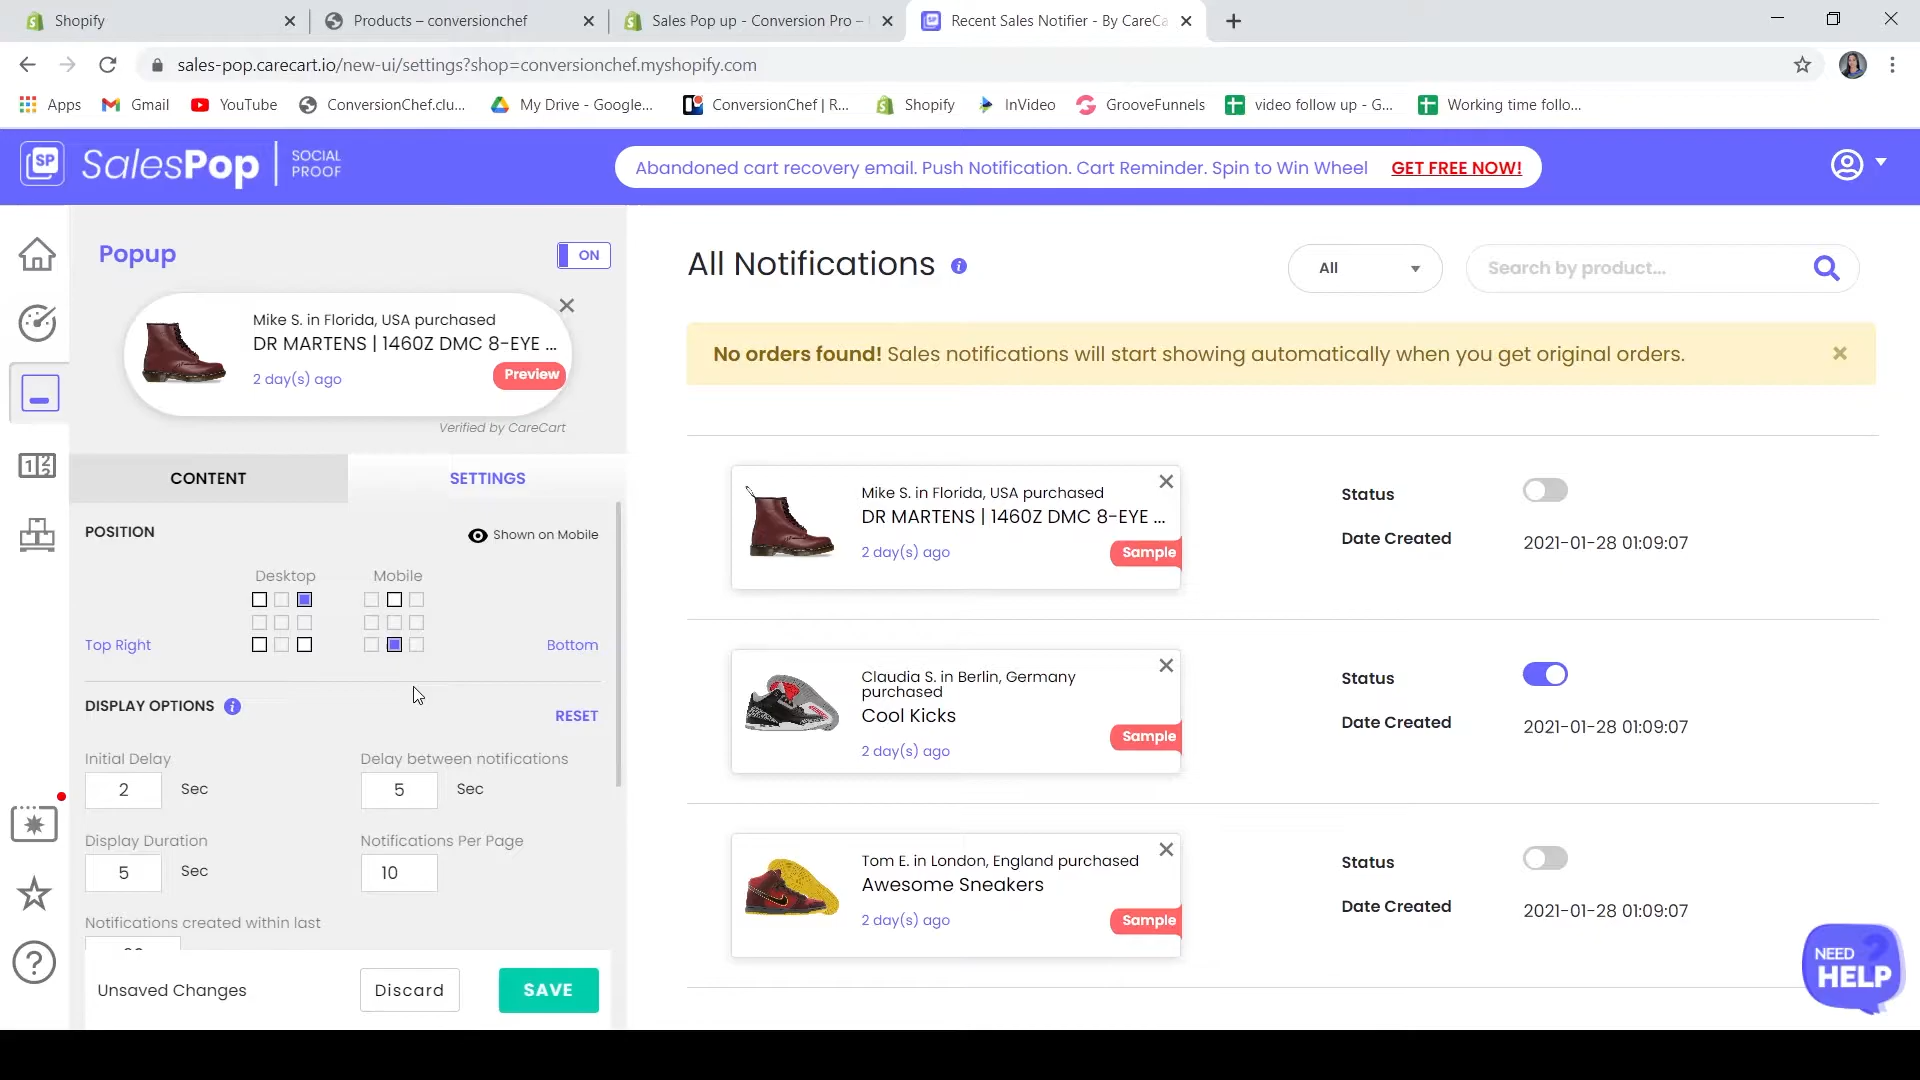 Shopify
Products – conversionchef
Sales Pop up - Conversion Pro –
Recent Sales Notifier - By CareCa
sales-pop.carecart.io/new-ui/settings?shop=conversionchef.myshopify.com
Apps
Gmail
YouTube
ConversionChef.clu...
My Drive - Google...
ConversionChef | R...
Shopify
InVideo
GrooveFunnels
video follow up - G...
Working time follo...
SP
SalesPop
SOCIAL
PROOF
Abandoned cart recovery email. Push Notification. Cart Reminder. Spin to Win Wheel GET FREE NOW!
Popup
ON
Mike S. in Florida, USA purchased
DR MARTENS | 1460Z DMC 8-EYE ...
2 day(s) ago
Preview
Verified by CareCart
CONTENT
SETTINGS
POSITION
Shown on Mobile
Desktop
Mobile
Top Right
Bottom
DISPLAY OPTIONS
RESET
Initial Delay
2 Sec
Delay between notifications
5 Sec
Display Duration
5 Sec
Notifications Per Page
10
Notifications created within last
Unsaved Changes
Discard
SAVE
All Notifications
All
Search by product...
No orders found! Sales notifications will start showing automatically when you get original orders.
Mike S. in Florida, USA purchased
DR MARTENS | 1460Z DMC 8-EYE ...
2 day(s) ago
Sample
Status
Date Created
2021-01-28 01:09:07
Claudia S. in Berlin, Germany
purchased
Cool Kicks
2 day(s) ago
Sample
Status
Date Created
2021-01-28 01:09:07
Tom E. in London, England purchased
Awesome Sneakers
2 day(s) ago
Sample
Status
Date Created
2021-01-28 01:09:07
NEED
HELP